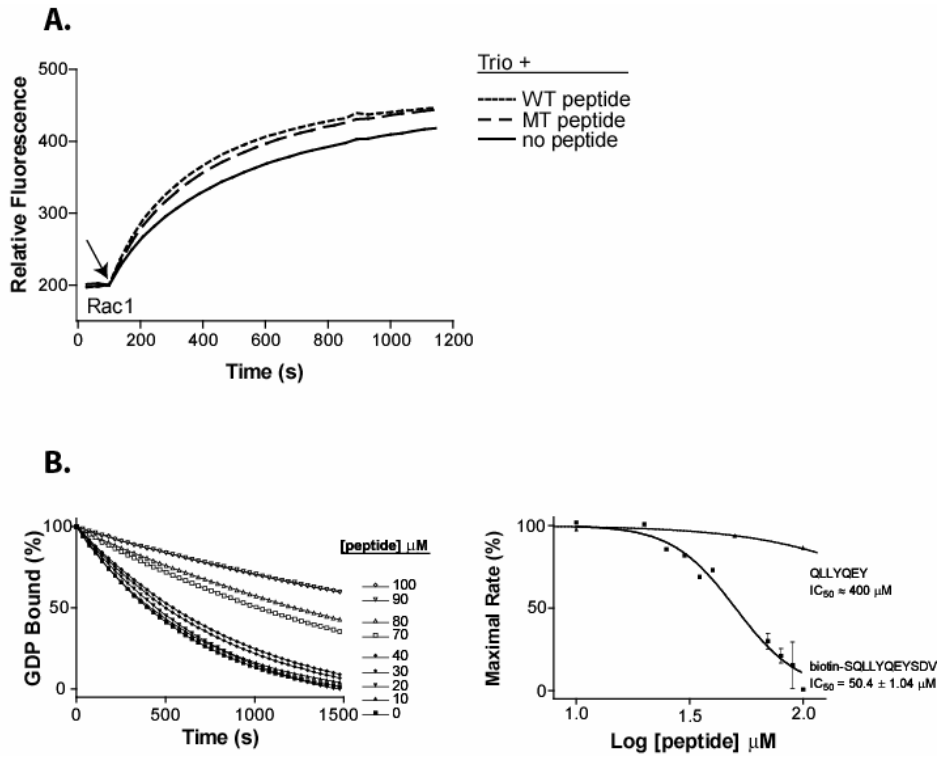 A.
500
400
300
200
Relative Fluorescence
Rac1
0 200 400 600 800 1000 1200
Time (s)
Trio +
WT peptide
MT peptide
no peptide
B.
100
50
0
GDP Bound (%)
0 500 1000 1500
Time (s)
[peptide] μM
100
90
80
70
40
30
20
10
0
100
50
0
Maximal Rate (%)
1.0 1.5 2.0
Log [peptide] μM
QLLYQEY
IC50 ≈ 400 μM
biotin-SQLLYQEYSDV
IC50 = 50.4 ± 1.04 μM